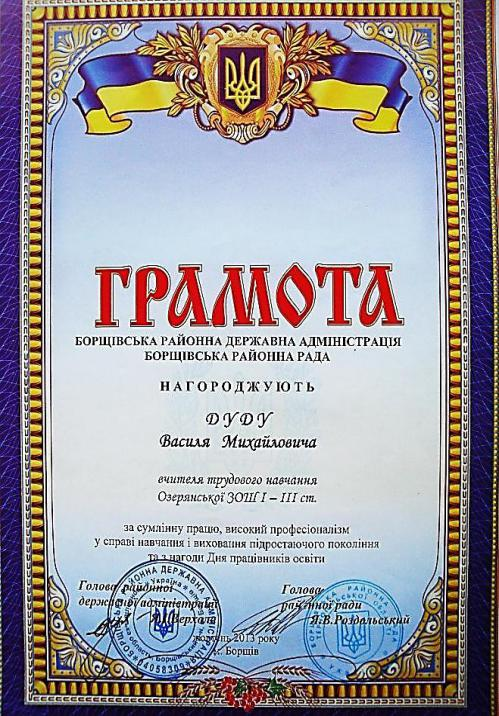 ГРАМОТА
БОРЩІВСЬКА РАЙОННА ДЕРЖАВНА АДМІНІСТРАЦІЯ
БОРЩІВСЬКА РАЙОННА РАДА
НАГОРОДЖУЮТЬ
ДУДУ
Василя Михайловича
вчителя трудового навчання
Озерянської ЗОШ І – ІІІ ст.
за сумлінну працю, високий професіоналізм
у справі навчання і виховання підростаючого покоління
та з нагоди Дня працівників освіти
Голова районної
державної адміністрації
Голова
районної ради
Я.В.Роздольський
жовтень 2013 року
м. Борщів